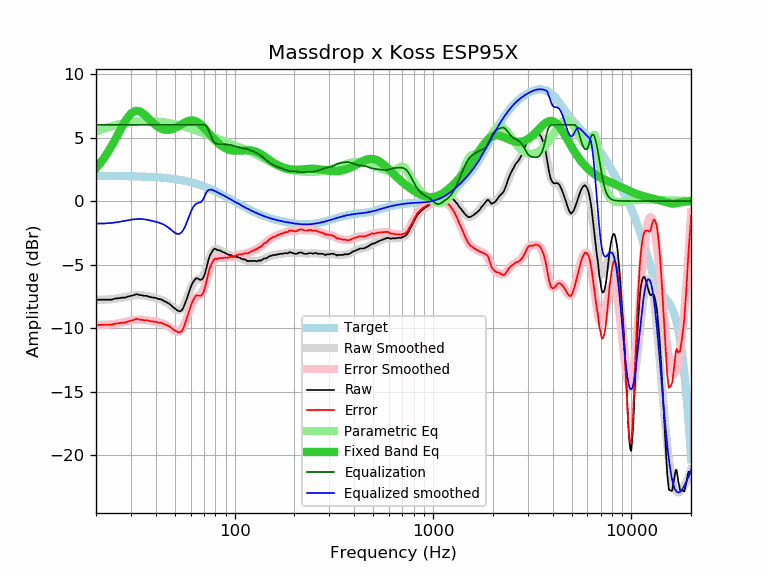 Massdrop x Koss ESP95X
10
5
0
−5
−10
−15
−20
Amplitude (dBr)
Target
Raw Smoothed
Error Smoothed
Raw
Error
Parametric Eq
Fixed Band Eq
Equalization
Equalized smoothed
100
1000
10000
Frequency (Hz)